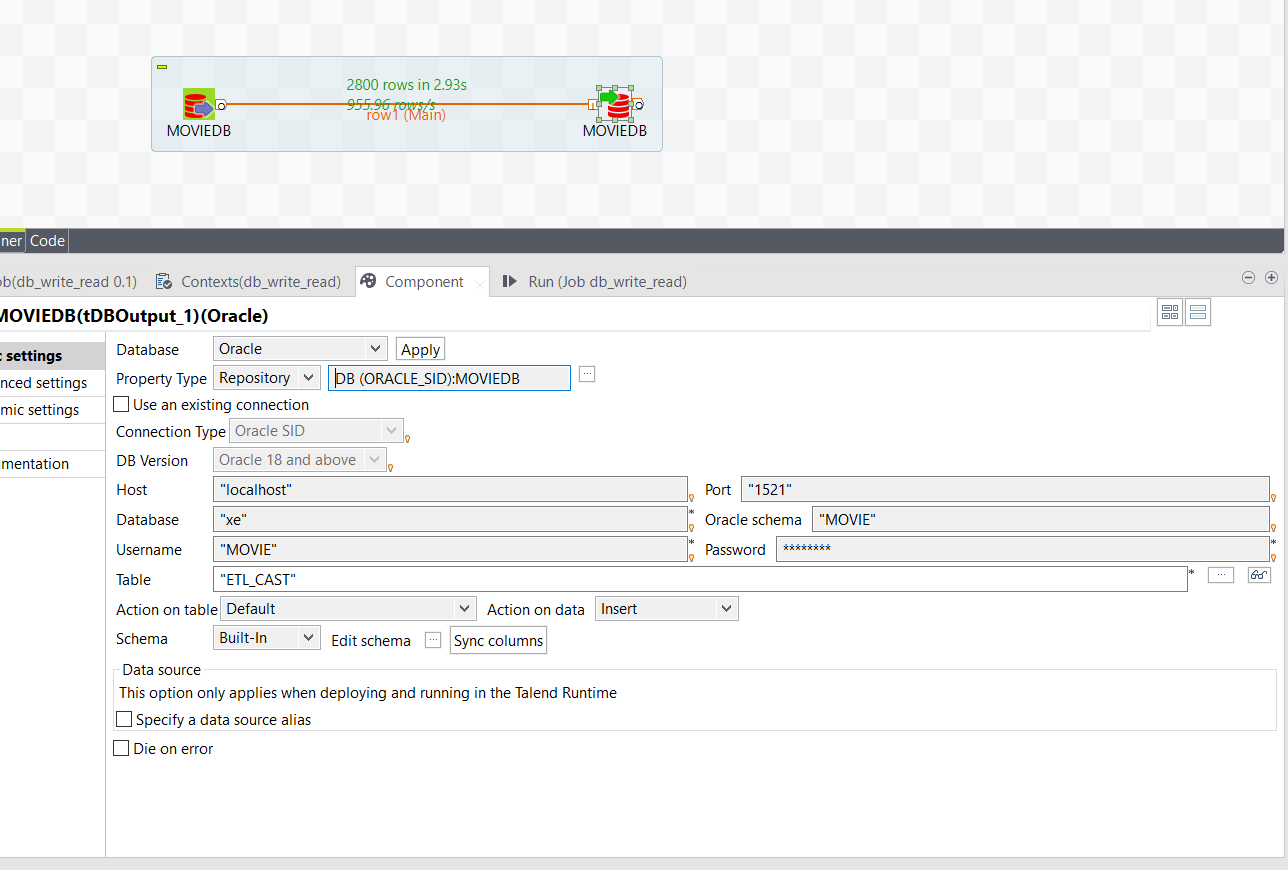 2800 rows in 2.93s
955.96 rows/s
row1 (Main)
MOVIEDB
MOVIEDB
ner Code
ob(db_write_read 0.1) Contexts(db_write_read) Component Run (Job db_write_read)
MOVIEDB(tDBOutput_1)(Oracle)
c settings
nced settings
mic settings
mentation
Database Oracle Apply
Property Type Repository DB (ORACLE_SID):MOVIEDB ...
Use an existing connection
Connection Type Oracle SID
DB Version Oracle 18 and above
Host "localhost" Port "1521"
Database "xe" * Oracle schema "MOVIE"
Username "MOVIE" * Password ******** *
Table "ETL_CAST" * ...
Action on table Default Action on data Insert
Schema Built-In Edit schema ... Sync columns
Data source
This option only applies when deploying and running in the Talend Runtime
Specify a data source alias
Die on error